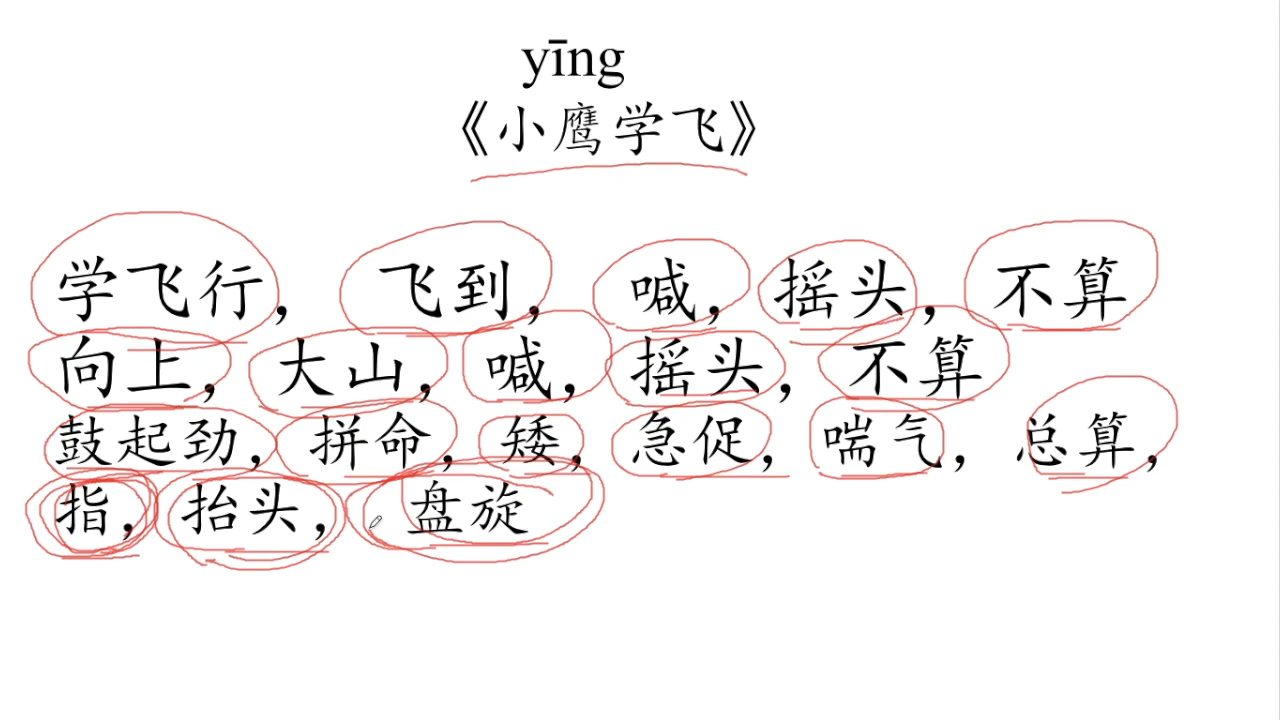 yīng
《小鹰学飞》
学飞行， 飞到， 喊，摇头，不算
向上，大山，喊，摇头，不算
鼓起劲，拼命，矮，急促，喘气，总算，
指，抬头， 盘旋